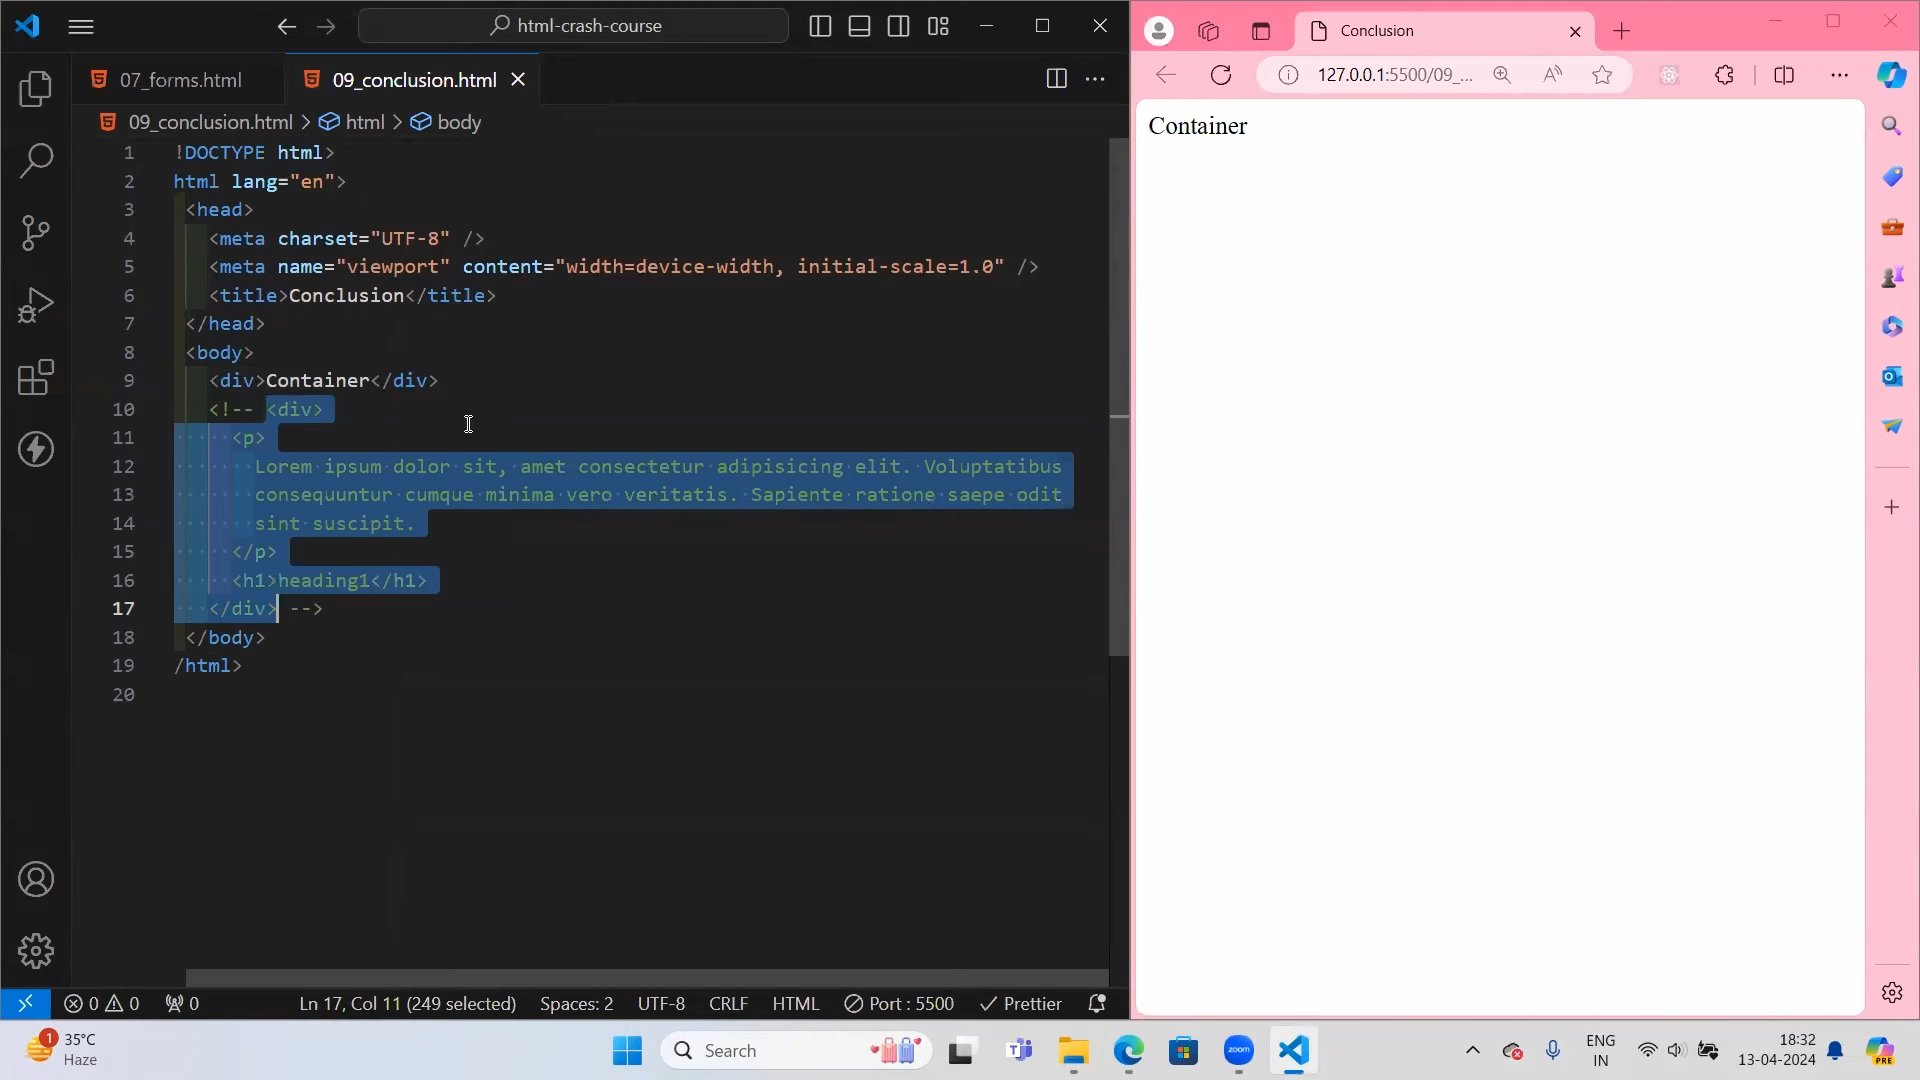 html-crash-course
07_forms.html
09_conclusion.html
09_conclusion.html > html > body
1 !DOCTYPE html>
2 html lang="en">
3 <head>
4 <meta charset="UTF-8" />
5 <meta name="viewport" content="width=device-width, initial-scale=1.0" />
6 <title>Conclusion</title>
7 </head>
8 <body>
9 <div>Container</div>
10 <!-- <div>
11 <p>
12 Lorem ipsum dolor sit, amet consectetur adipisicing elit. Voluptatibus
13 consequuntur cumque minima vero veritatis. Sapiente ratione saepe odit
14 sint suscipit.
15 </p>
16 <h1>heading1</h1>
17 </div> -->
18 </body>
19 /html>
20
0 0 0 Ln 17, Col 11 (249 selected) Spaces: 2 UTF-8 CRLF HTML Port : 5500 Prettier
Conclusion
127.0.0.1:5500/09_...
Container
1
35°C
Haze
Search
zoom
PRE
ENG
IN
18:32
13-04-2024